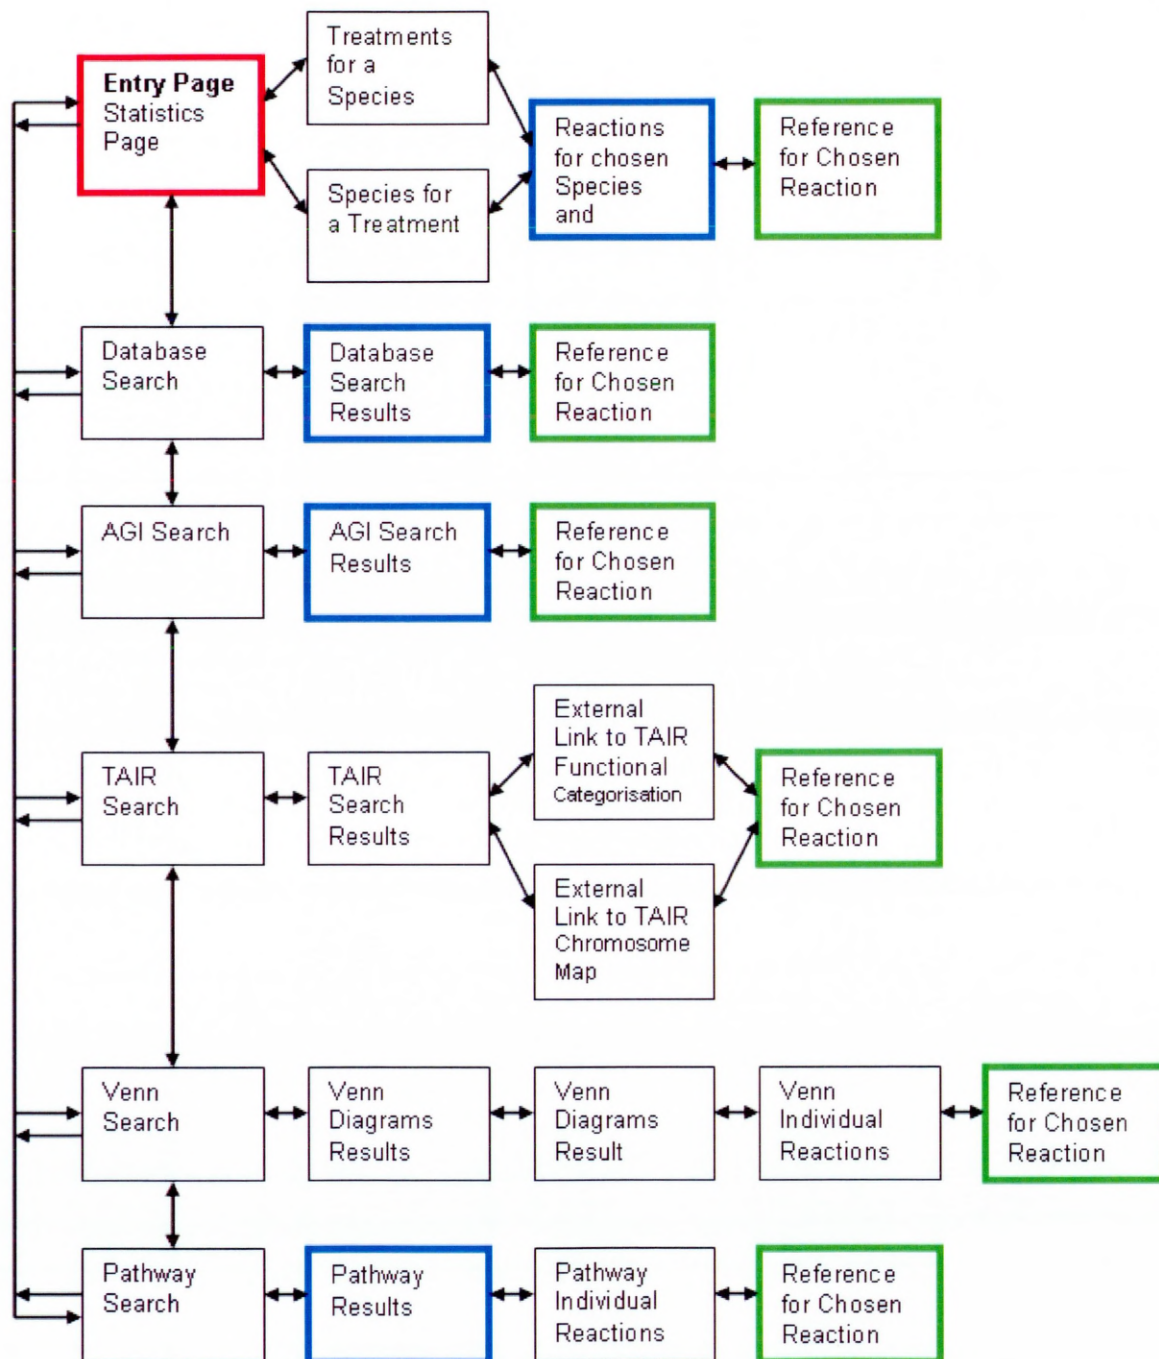 Treatments
for a
Species
Entry Page
Statistics
Page
Reactions
for chosen
Species
and
Reference
for Chosen
Reaction
Species for
a Treatment
Database
Search
Database
Search
Results
Reference
for Chosen
Reaction
AGI Search
AGI Search
Results
Reference
for Chosen
Reaction
External
Link to TAIR
Functional
Categorisation
TAIR
Search
TAIR
Search
Results
Reference
for Chosen
Reaction
External
Link to TAIR
Chromosome
Map
Venn
Search
Venn
Diagrams
Results
Venn
Diagrams
Result
Venn
Individual
Reactions
Reference
for Chosen
Reaction
Pathway
Search
Pathway
Results
Pathway
Individual
Reactions
Reference
for Chosen
Reaction